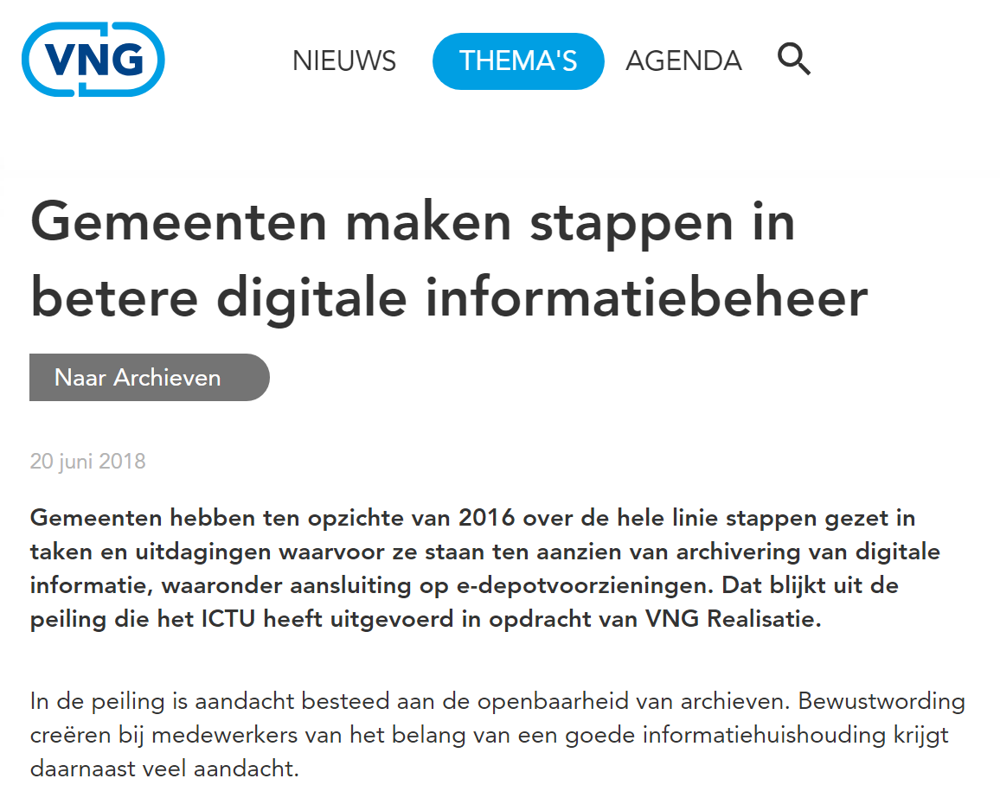 VNG
NIEUWS THEMA'S AGENDA
Gemeenten maken stappen in
betere digitale informatiebeheer
Naar Archieven
20 juni 2018
Gemeenten hebben ten opzichte van 2016 over de hele linie stappen gezet in
taken en uitdagingen waarvoor ze staan ten aanzien van archivering van digitale
informatie, waaronder aansluiting op e-depotvoorzieningen. Dat blijkt uit de
peiling die het ICTU heeft uitgevoerd in opdracht van VNG Realisatie.
In de peiling is aandacht besteed aan de openbaarheid van archieven. Bewustwording
creëren bij medewerkers van het belang van een goede informatiehuishouding krijgt
daarnaast veel aandacht.